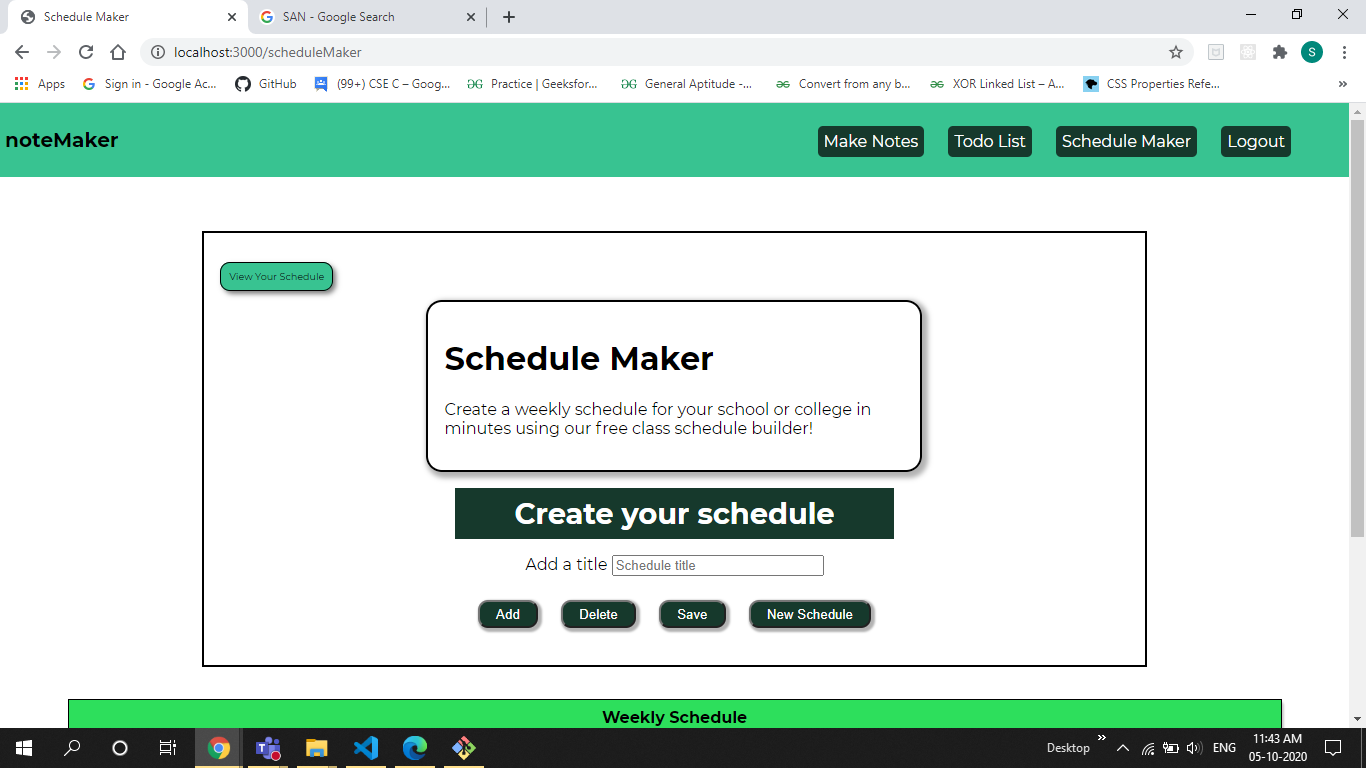 Schedule Maker
SAN - Google Search
localhost:3000/scheduleMaker
S
Apps
Sign in - Google Ac...
GitHub
(99+) CSE C – Goog...
Practice | Geeksfor...
General Aptitude -...
Convert from any b...
XOR Linked List – A...
CSS Properties Refe...
»
noteMaker
Make Notes
Todo List
Schedule Maker
Logout
View Your Schedule
Schedule Maker
Create a weekly schedule for your school or college in
minutes using our free class schedule builder!
Create your schedule
Add a title Schedule title
Add
Delete
Save
New Schedule
Weekly Schedule
Desktop
»
ENG
11:43 AM
05-10-2020